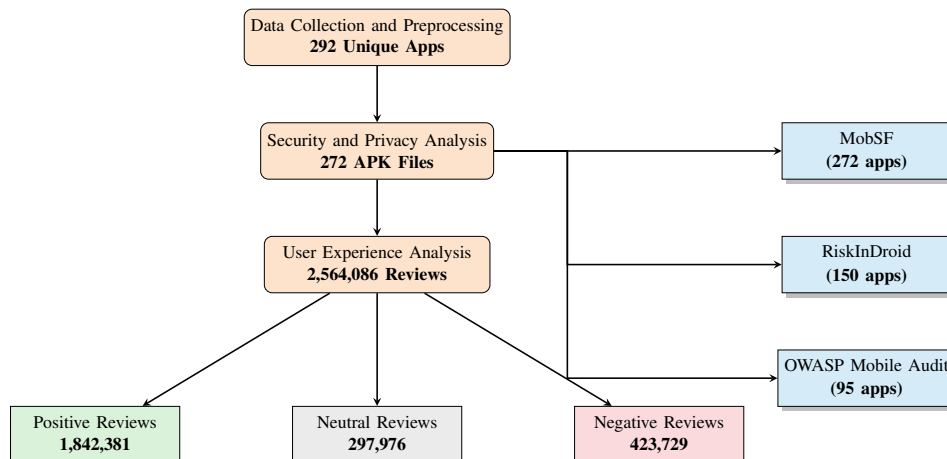 Data Collection and Preprocessing
292 Unique Apps
Security and Privacy Analysis
272 APK Files
MobSF
(272 apps)
User Experience Analysis
2,564,086 Reviews
RiskInDroid
(150 apps)
OWASP Mobile Audit
(95 apps)
Positive Reviews
1,842,381
Neutral Reviews
297,976
Negative Reviews
423,729